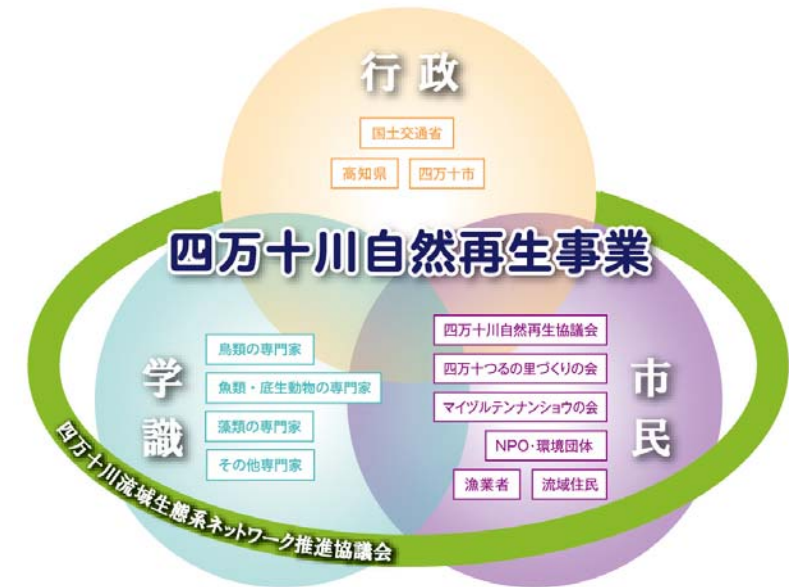 行政
国土交通省
高知県 四万十市
四万十川自然再生事業
学識
鳥類の専門家
魚類・底生動物の専門家
藻類の専門家
その他専門家
市民
四万十川自然再生協議会
四万十つるの里づくりの会
マイヅルテンナンショウの会
NPO・環境団体
漁業者 流域住民
四万十川流域生態系ネットワーク推進協議会